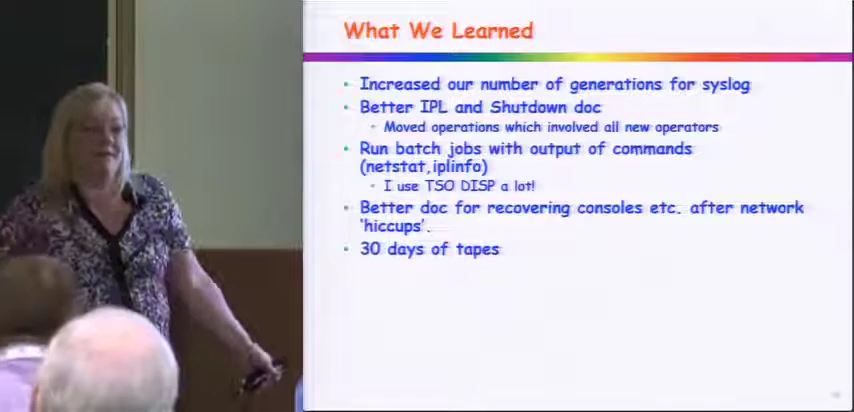 What We Learned
Increased our number of generations for syslog
Better IPL and Shutdown doc
Moved operations which involved all new operators
Run batch jobs with output of commands
(netstat,iplinfo)
I use TSO DISP a lot!
Better doc for recovering consoles etc. after network
'hiccups'.
30 days of tapes